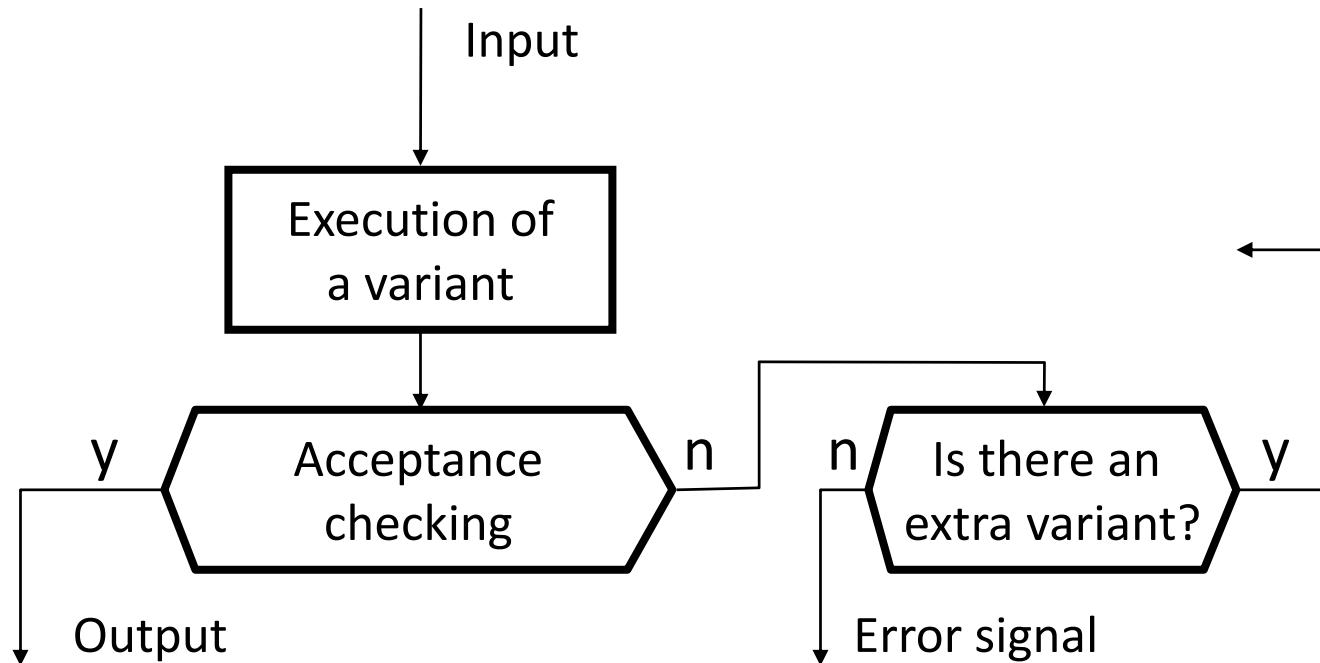 Input
Execution of
a variant
y
Acceptance
checking
n
n
Is there an
extra variant?
y
Output
Error signal